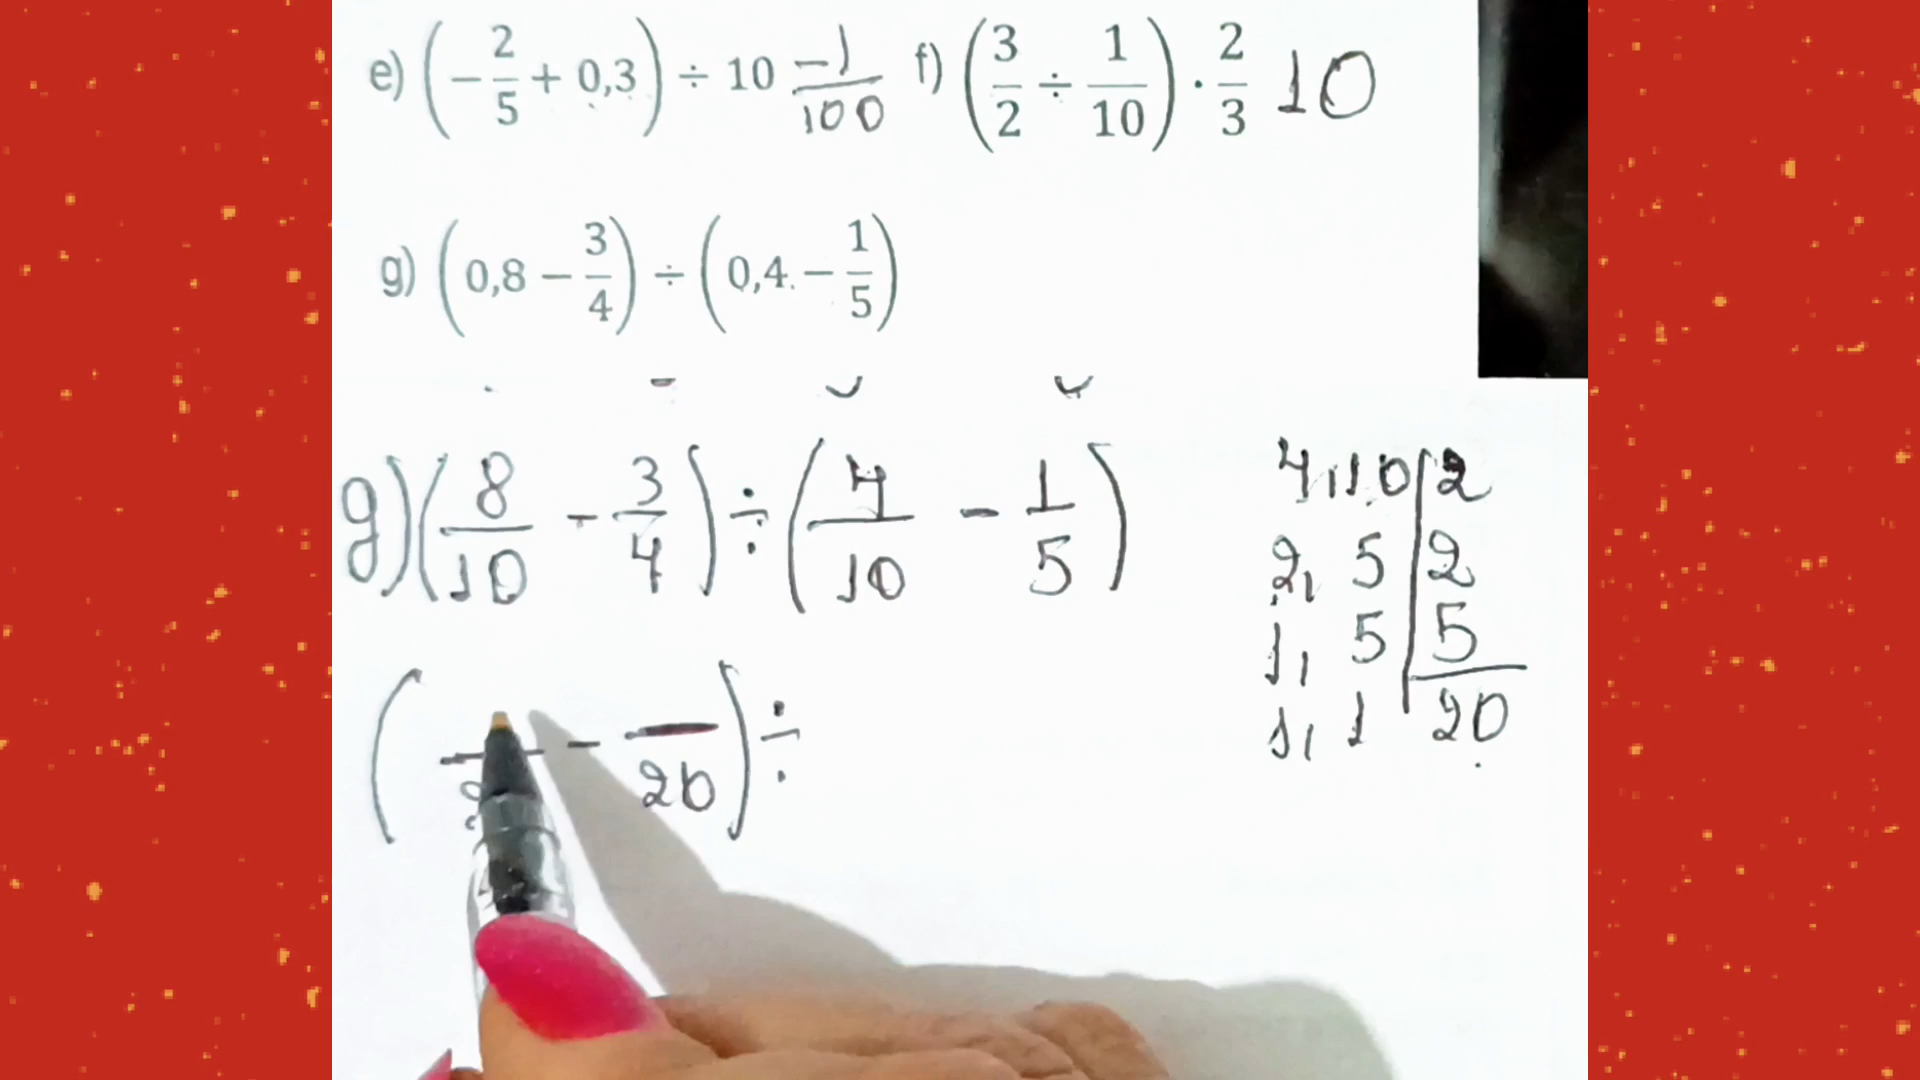 e) (−2/5 + 0,3) ÷ 10 −1/100 f) (3/2 ÷ 1/10) · 2/3 10
g) (0,8 − 3/4) ÷ (0,4 − 1/5)
g) (8/10 − 3/4) ÷ (4/10 − 1/5)
4, 10 | 2
2, 5 | 2
1, 5 | 5
1, 1 20
( − /20) ÷